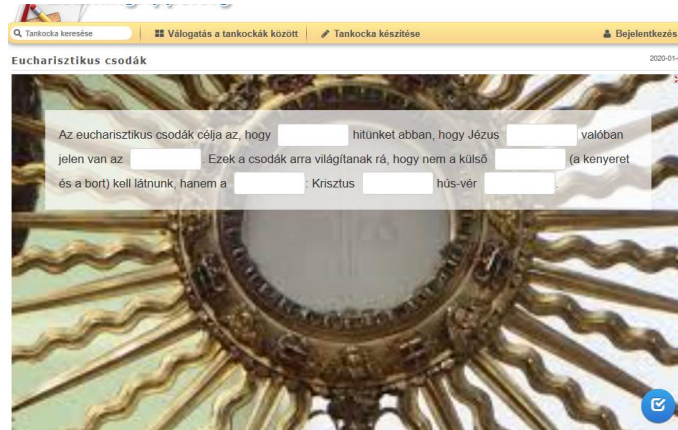 Tankocka keresése
Válogatás a tankockák között
Tankocka készítése
Bejelentkezés
Eucharisztikus csodák
Az eucharisztikus csodák célja az, hogy hitünket abban, hogy Jézus valóban
jelen van az . Ezek a csodák arra világítanak rá, hogy nem a külső (a kenyeret
és a bort) kell látnunk, hanem a : Krisztus hús-vér .